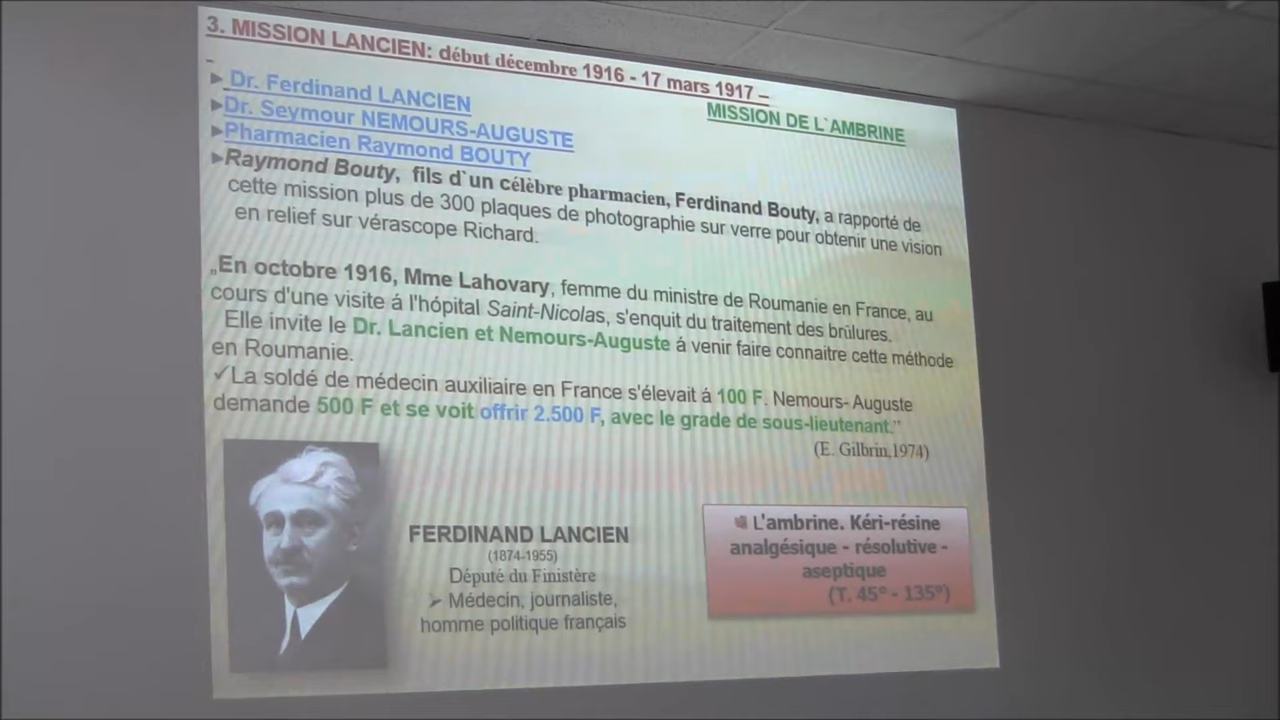 3. MISSION LANCIEN: début décembre 1916 - 17 mars 1917 –
MISSION DE L`AMBRINE
► Dr. Ferdinand LANCIEN
►Dr. Seymour NEMOURS-AUGUSTE
►Pharmacien Raymond BOUTY
►Raymond Bouty, fils d`un célèbre pharmacien, Ferdinand Bouty, a rapporté de
cette mission plus de 300 plaques de photographie sur verre pour obtenir une vision
en relief sur vérascope Richard.
„En octobre 1916, Mme Lahovary, femme du ministre de Roumanie en France, au
cours d'une visite á l'hópital Saint-Nicolas, s'enquit du traitement des brûlures.
Elle invite le Dr. Lancien et Nemours-Auguste á venir faire connaitre cette méthode
en Roumanie.
✓La soldé de médecin auxiliaire en France s'élevait á 100 F. Nemours- Auguste
demande 500 F et se voit offrir 2.500 F, avec le grade de sous-lieutenant.”
(E. Gilbrin,1974)
FERDINAND LANCIEN
(1874-1955)
Député du Finistère
➢ Médecin, journaliste,
homme politique français
L'ambrine. Kéri-résine
analgésique - résolutive -
aseptique
(T. 45° - 135°)